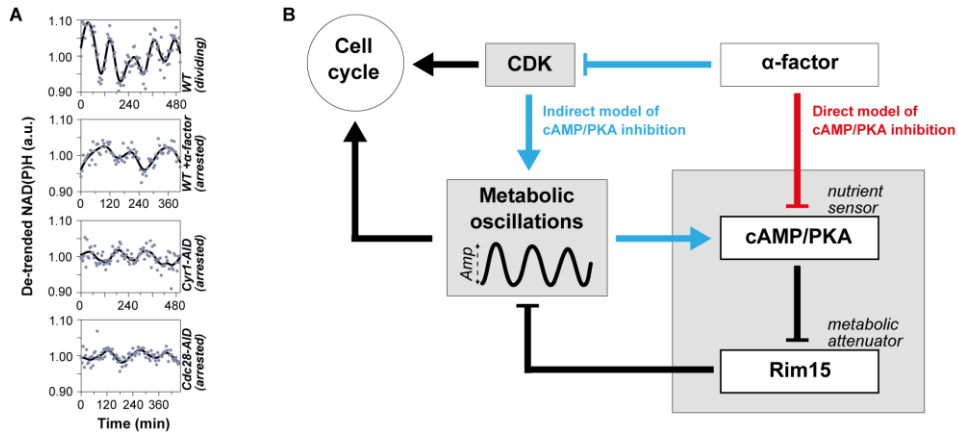 A
De-trended NAD(P)H (a.u.)
1.10
1.00
0.90
0 120 240 360 480
WT
(dividing)
1.10
1.00
0.90
0 120 240 360
WT +α-factor
(arrested)
1.10
1.00
0.90
0 120 240 360 480
Cyr1-AID
(arrested)
1.10
1.00
0.90
0 120 240 360
Cdc28-AID
(arrested)
Time (min)
B
Cell
cycle
CDK
α-factor
Indirect model of
cAMP/PKA inhibition
Direct model of
cAMP/PKA inhibition
Metabolic
oscillations
Amp
nutrient
sensor
cAMP/PKA
metabolic
attenuator
Rim15